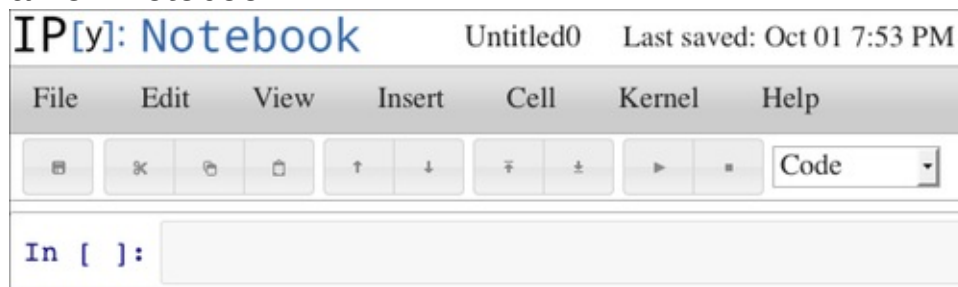 IP[y]: Notebook Untitled0 Last saved: Oct 01 7:53 PM
File Edit View Insert Cell Kernel Help
Code
In [ ]: